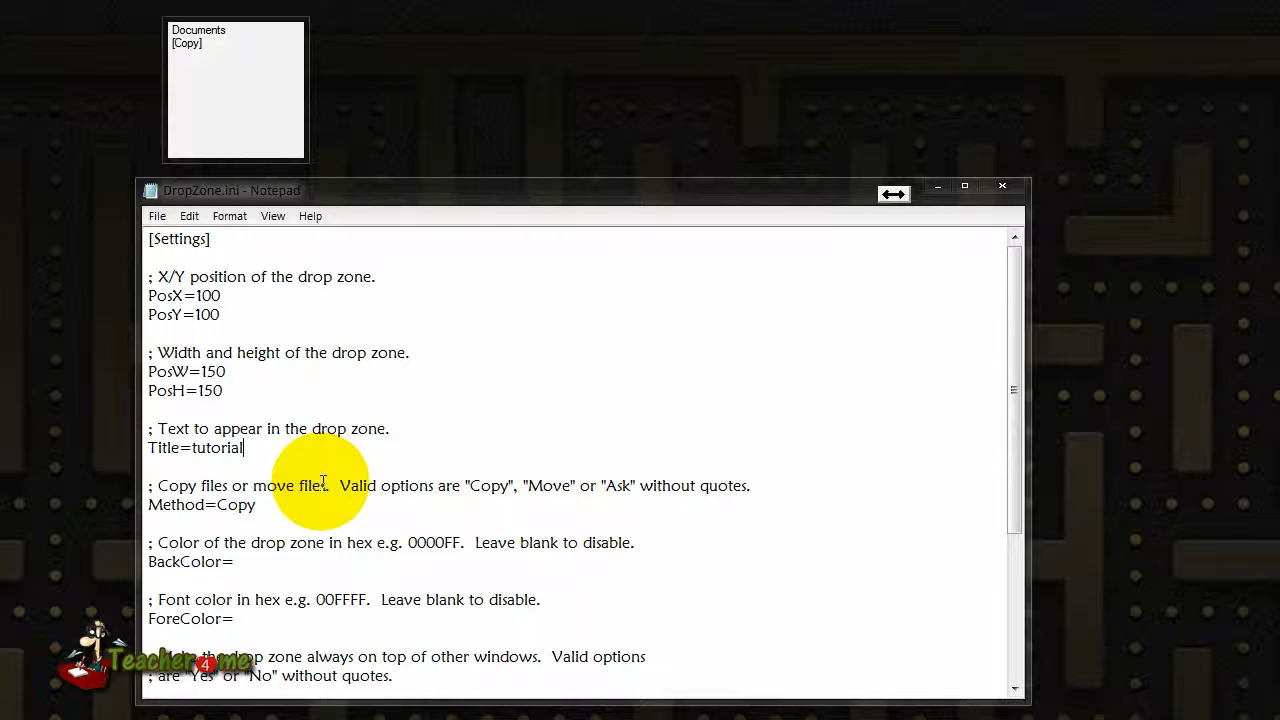 Documents
[Copy]
DropZone.ini - Notepad
File Edit Format View Help
[Settings]
; X/Y position of the drop zone.
PosX=100
PosY=100
; Width and height of the drop zone.
PosW=150
PosH=150
; Text to appear in the drop zone.
Title=tutorial
; Copy files or move files. Valid options are "Copy", "Move" or "Ask" without quotes.
Method=Copy
; Color of the drop zone in hex e.g. 0000FF. Leave blank to disable.
BackColor=
; Font color in hex e.g. 00FFFF. Leave blank to disable.
ForeColor=
drop zone always on top of other windows. Valid options
; are "Yes" or "No" without quotes.
Teacher 4 me